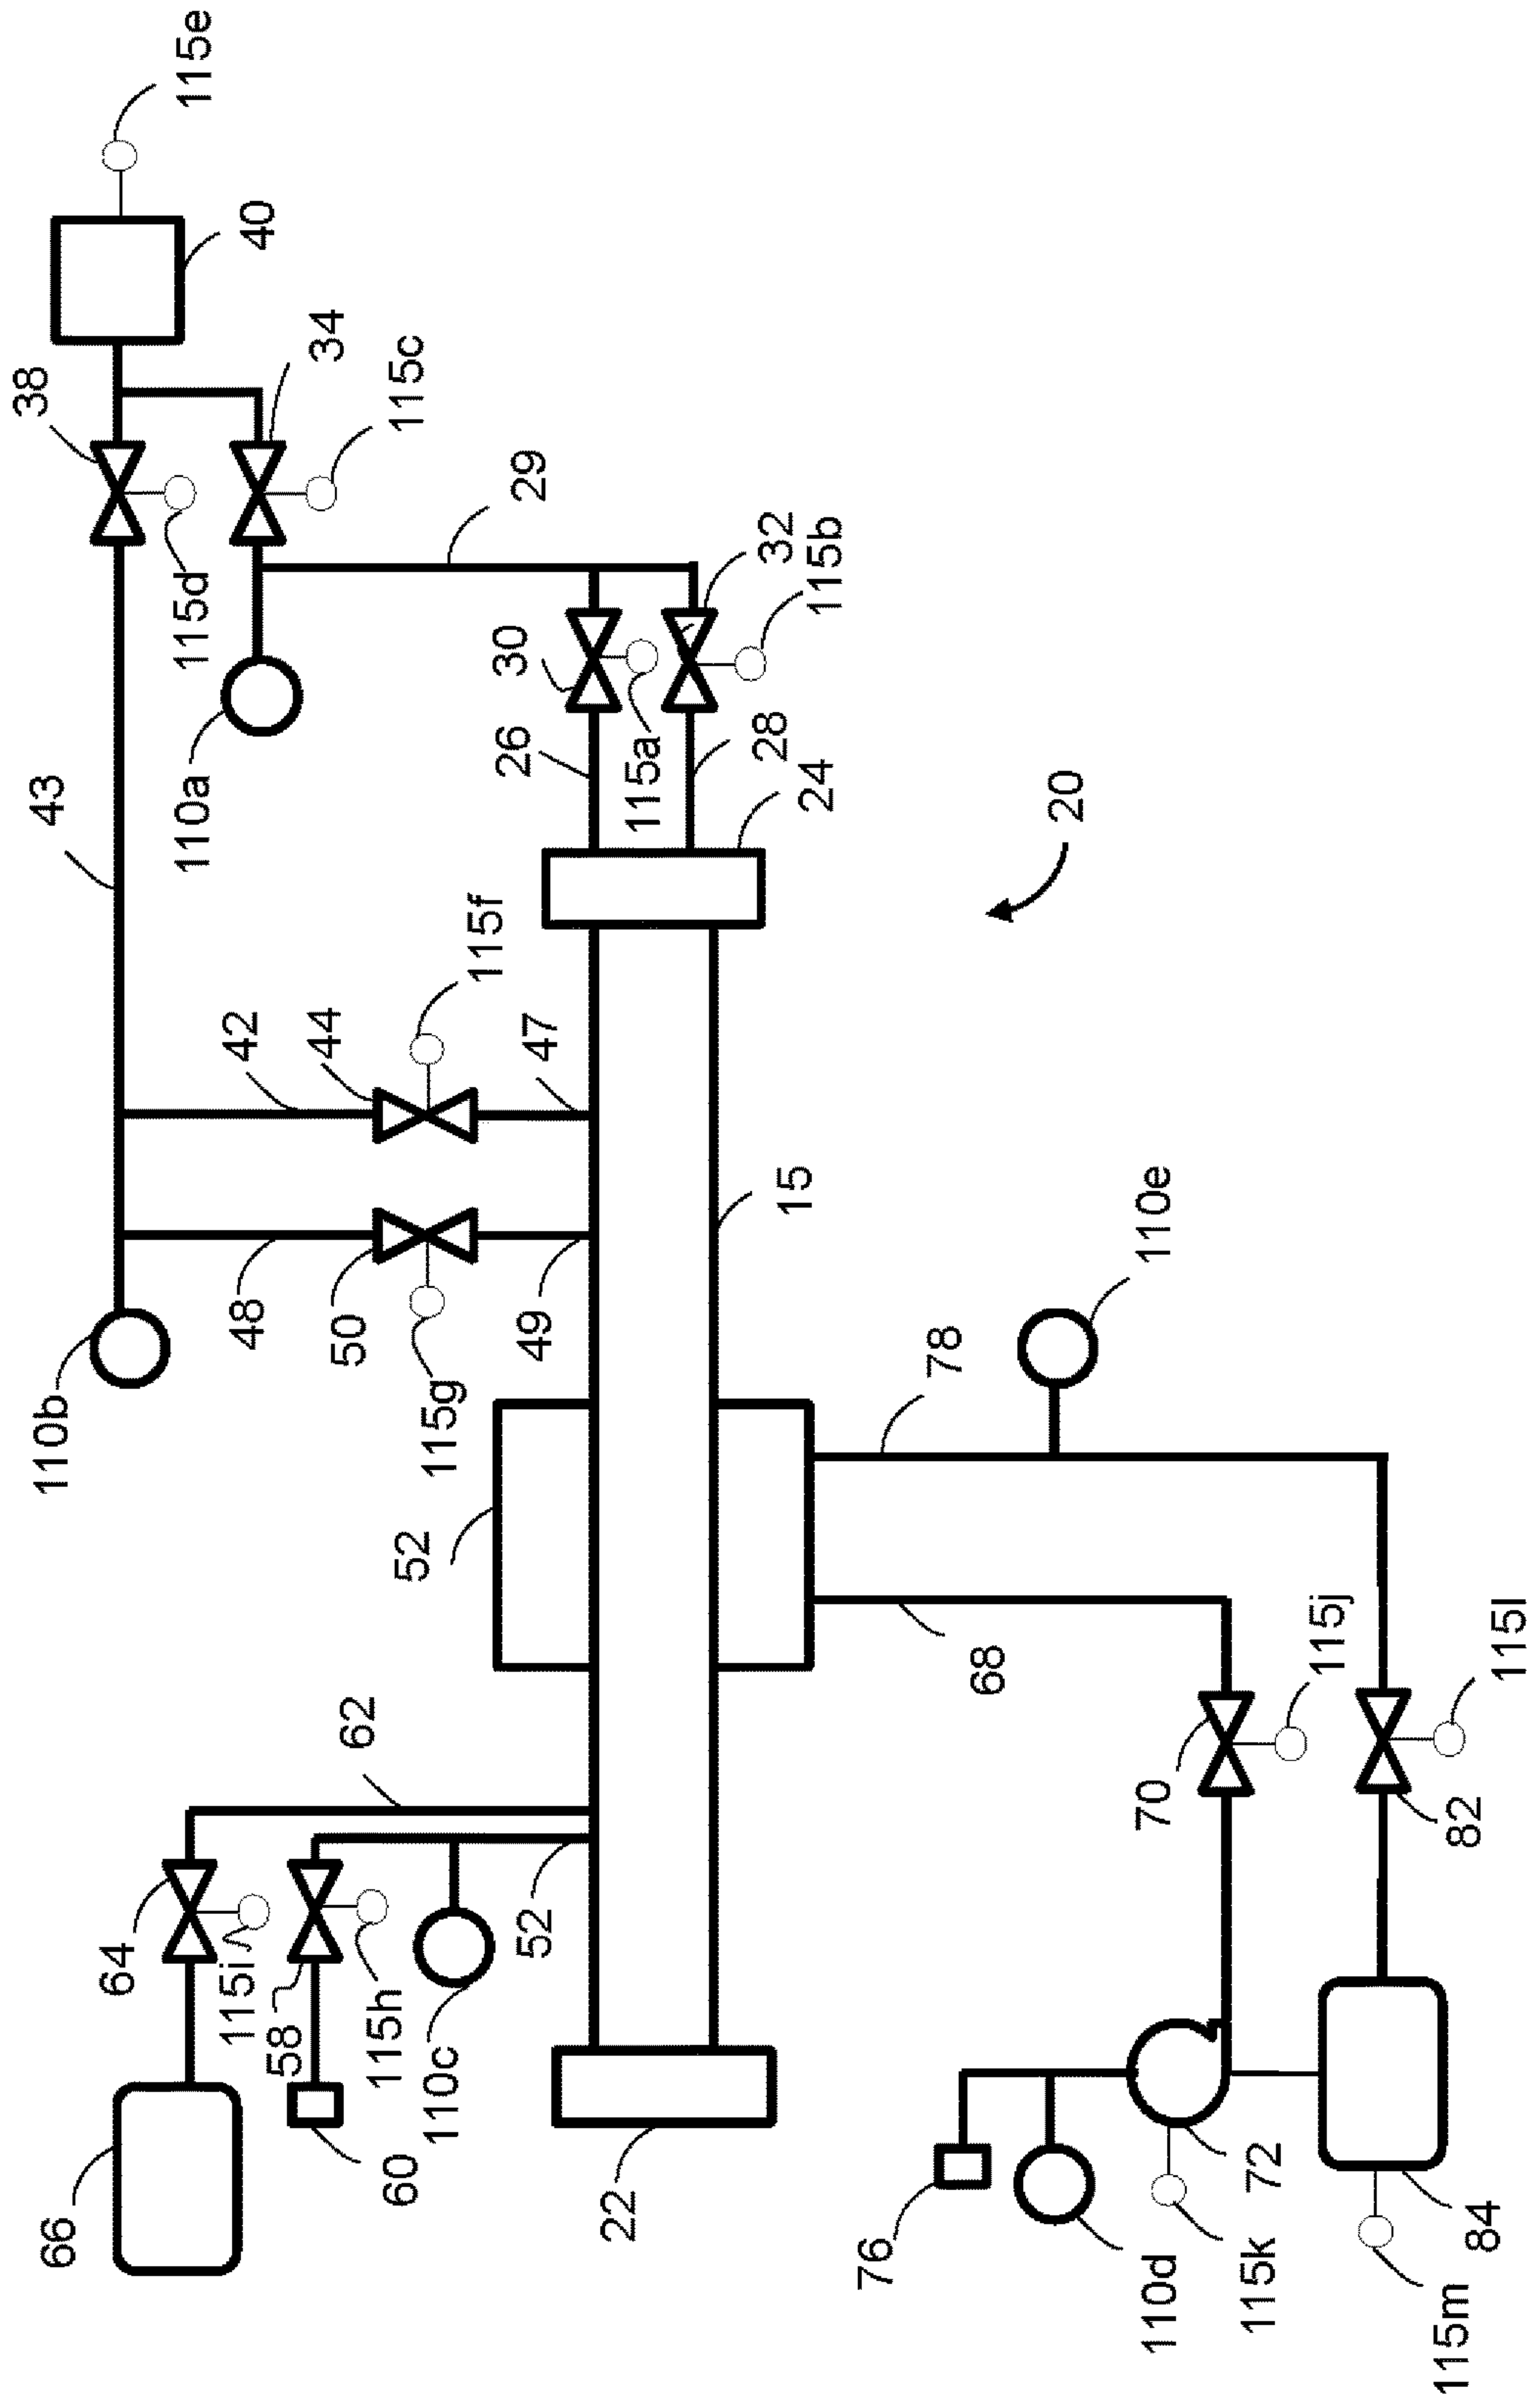 115e
40
38
34
115c
115d
29
32
115b
30
110a
26
115a
28
24
43
20
115f
42
44
47
15
110e
48
50
49
115g
110b
78
52
68
115j
115l
62
70
82
64
115i
58
115h
110c
52
66
60
22
76
110d
115k
72
84
115m